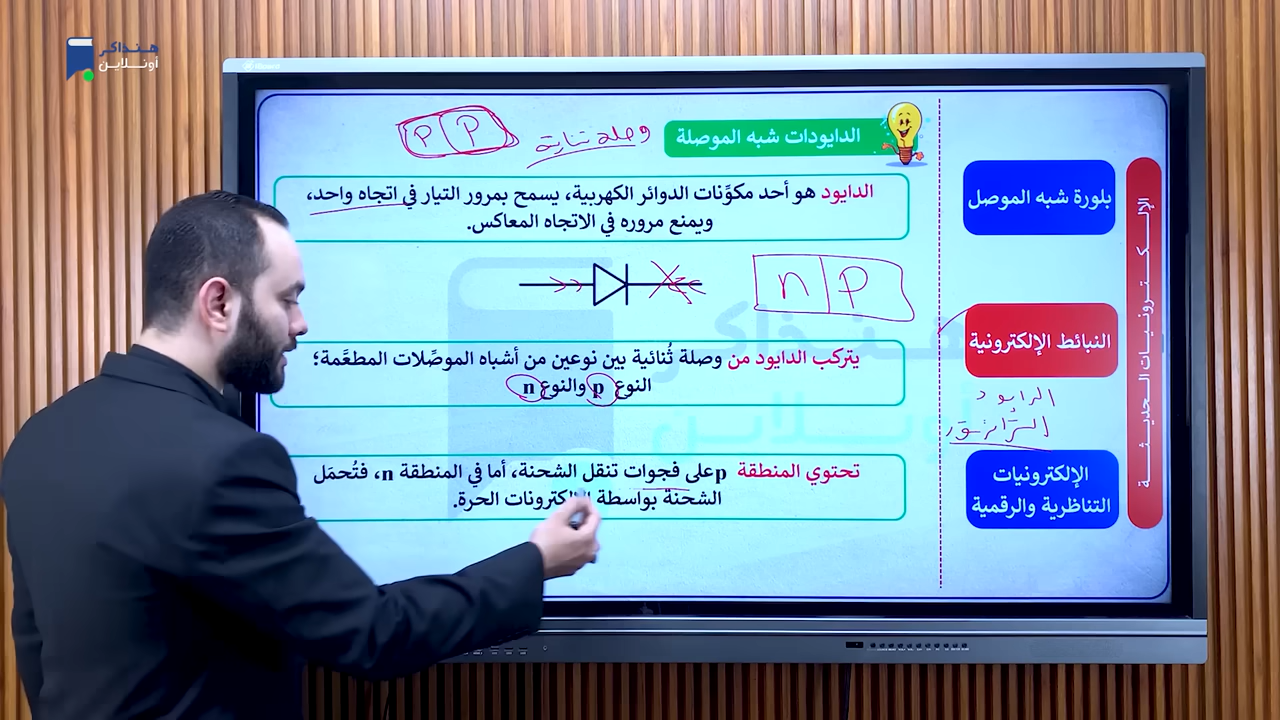 هنذاكر
أونلاين
الدايودات شبه الموصلة
وصلة ثنائية
p p
الدايود هو أحد مكوِّنات الدوائر الكهربية، يسمح بمرور التيار في اتجاه واحد،
ويمنع مروره في الاتجاه المعاكس.
n p
يتركب الدايود من وصلة ثُنائية بين نوعين من أشباه الموصِّلات المطعَّمة؛
النوع p والنوع n
تحتوي المنطقة p على فجوات تنقل الشحنة، أما في المنطقة n، فتُحمَل
الشحنة بواسطة الإلكترونات الحرة.
بلورة شبه الموصل
النبائط الإلكترونية
الدايود
الترانزستور
الإلكترونيات
التناظرية والرقمية
الإلكترونيات الحديثة
هنذاكر
أونلاين